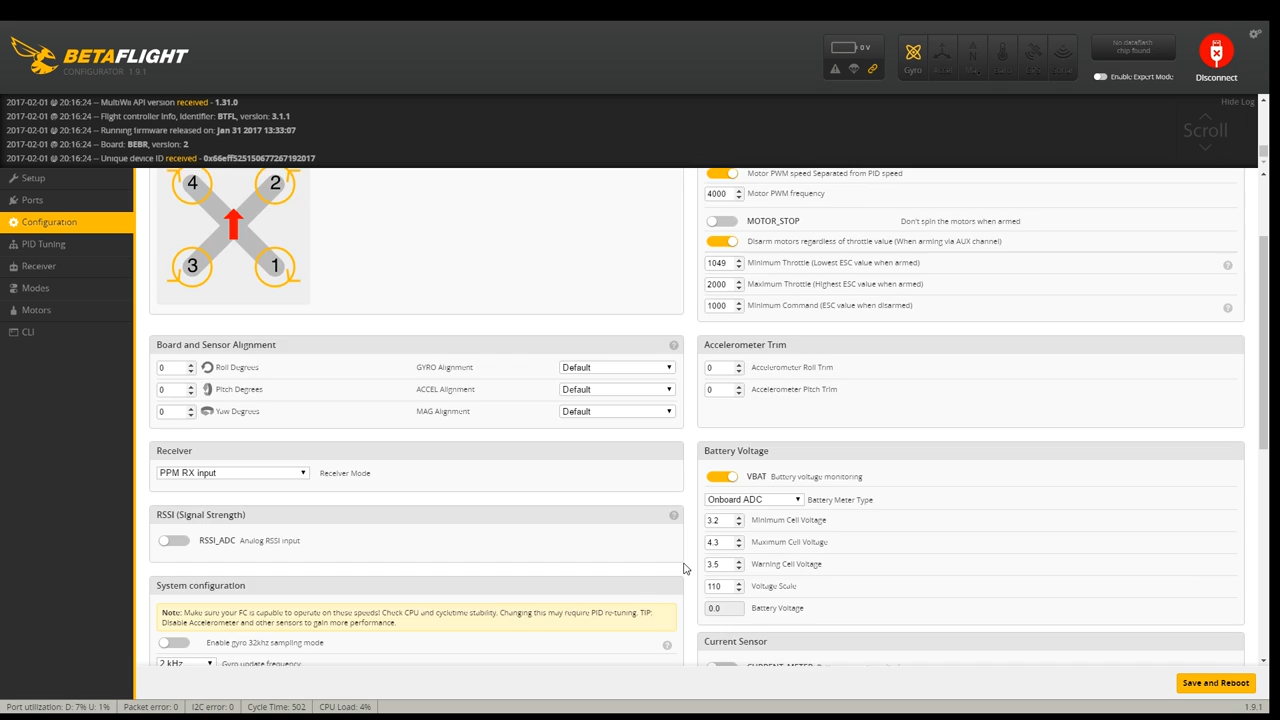 BETAFLIGHT
CONFIGURATOR 1.9.1
0 V
Gyro
No dataflash
chip found
Enable Expert Mode
Disconnect
2017-02-01 @ 20:16:24 -- MultiWii API version received - 1.31.0
2017-02-01 @ 20:16:24 -- Flight controller info, identifier: BTFL, version: 3.1.1
2017-02-01 @ 20:16:24 -- Running firmware released on: Jan 31 2017 13:33:07
2017-02-01 @ 20:16:24 -- Board: BEBR, version: 2
2017-02-01 @ 20:16:24 -- Unique device ID received - 0x66eff525150677267192017
Hide Log
Scroll
Setup
Ports
Configuration
PID Tuning
Receiver
Modes
Motors
CLI
4 2
3 1
Motor PWM speed Separated from PID speed
4000 Motor PWM frequency
MOTOR_STOP Don't spin the motors when armed
Disarm motors regardless of throttle value (When arming via AUX channel)
1049 Minimum Throttle (Lowest ESC value when armed)
2000 Maximum Throttle (Highest ESC value when armed)
1000 Minimum Command (ESC value when disarmed)
Board and Sensor Alignment
0 Roll Degrees GYRO Alignment Default
0 Pitch Degrees ACCEL Alignment Default
0 Yaw Degrees MAG Alignment Default
Accelerometer Trim
0 Accelerometer Roll Trim
0 Accelerometer Pitch Trim
Receiver
PPM RX input Receiver Mode
RSSI (Signal Strength)
RSSI_ADC Analog RSSI input
System configuration
Note: Make sure your FC is capable to operate on these speeds! Check CPU and cycletime stability. Changing this may require PID re-tuning. TIP:
Disable Accelerometer and other sensors to gain more performance.
Enable gyro 32khz sampling mode
2 kHz Gyro update frequency
Battery Voltage
VBAT Battery voltage monitoring
Onboard ADC Battery Meter Type
3.2 Minimum Cell Voltage
4.3 Maximum Cell Voltage
3.5 Warning Cell Voltage
110 Voltage Scale
0.0 Battery Voltage
Current Sensor
CURRENT_METER
Save and Reboot
Port utilization: D: 7% U: 1% Packet error: 0 I2C error: 0 Cycle Time: 502 CPU Load: 4% 1.9.1